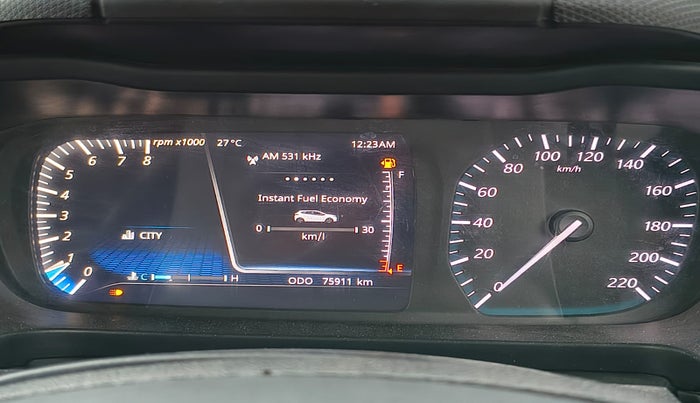 rpm x1000 27°C 12:23AM
AM 531 kHz
F
Instant Fuel Economy
0 30
km/l
CITY
C H E
ODO 75911 km
0 1 2 3 4 5 6 7 8
0 20 40 60 80 100 120 140 160 180 200 220
km/h